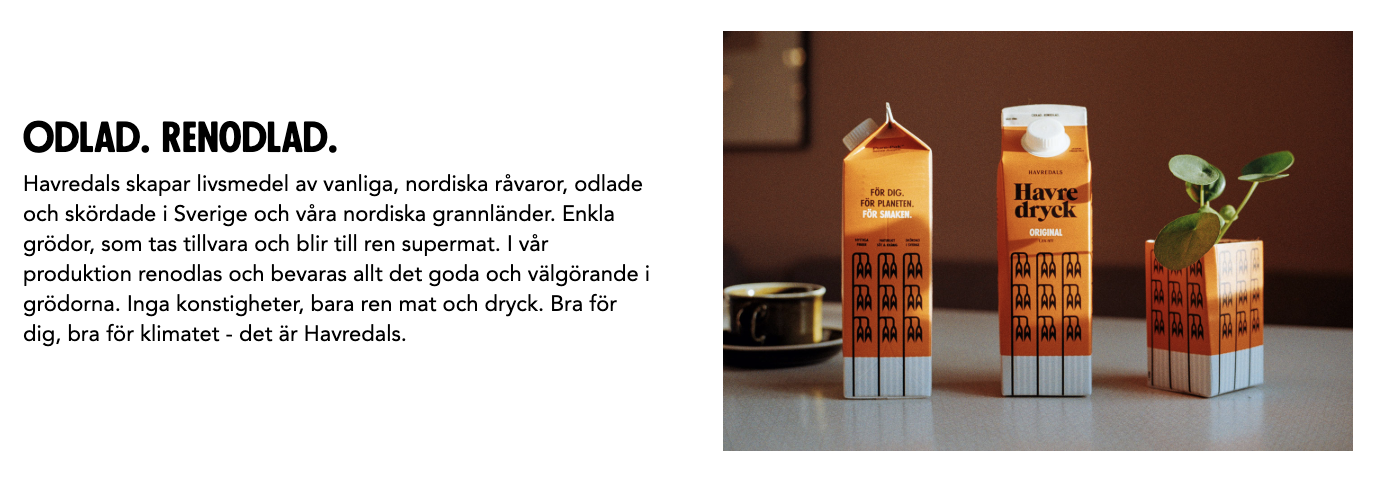 ODLAD. RENODLAD.
Havredals skapar livsmedel av vanliga, nordiska råvaror, odlade
och skördade i Sverige och våra nordiska grannländer. Enkla
grödor, som tas tillvara och blir till ren supermat. I vår
produktion renodlas och bevaras allt det goda och välgörande i
grödorna. Inga konstigheter, bara ren mat och dryck. Bra för
dig, bra för klimatet - det är Havredals.
FÖR DIG.
FÖR PLANETEN.
FÖR SMAKEN.
HAVREDALS
Havre
dryck
ORIGINAL